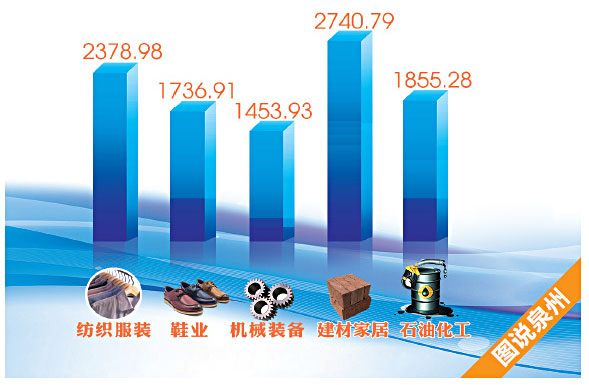 2378.98
1736.91
1453.93
2740.79
1855.28
纺织服装
鞋业
机械装备
建材家居
石油化工
图说泉州